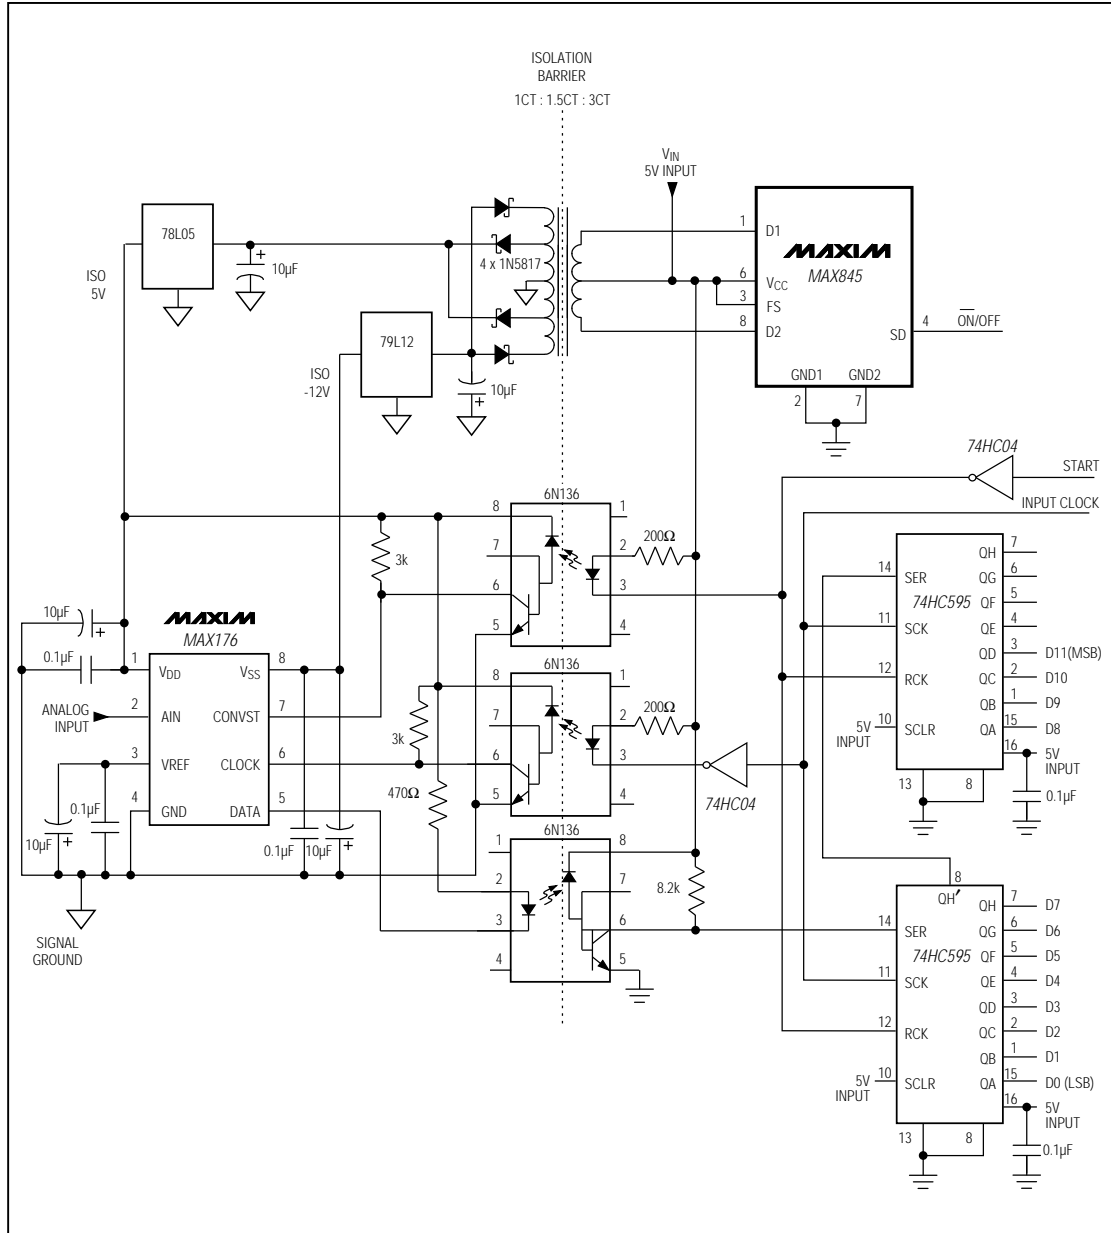 ISOLATION
BARRIER
1CT : 1.5CT : 3CT
VIN
5V INPUT
78L05
ISO
5V
10µF
+
4 x 1N5817
79L12
ISO
-12V
10µF
+
1
D1
MAXIM
MAX845
6
VCC
3
FS
8
D2
SD
4
ON/OFF
GND1
GND2
2
7
74HC04
START
INPUT CLOCK
6N136
8
1
7
2
200Ω
6
3
5
4
3k
10µF
+
MAXIM
MAX176
0.1µF
1
VDD
VSS
8
ANALOG
INPUT
2
AIN
CONVST
7
3
VREF
CLOCK
6
4
GND
DATA
5
0.1µF
10µF
+
0.1µF
10µF
+
SIGNAL
GROUND
3k
470Ω
6N136
8
1
7
2
200Ω
6
3
5
4
74HC04
6N136
1
8
2
7
3
6
4
5
8.2k
14
SER
QH
7
QG
6
74HC595
QF
5
11
SCK
QE
4
QD
3
D11(MSB)
12
RCK
QC
2
D10
QB
1
D9
5V
INPUT
10
SCLR
QA
15
D8
16
5V
INPUT
13
8
0.1µF
8
QH′
QH
7
D7
14
SER
QG
6
D6
74HC595
QF
5
D5
11
SCK
QE
4
D4
QD
3
D3
12
RCK
QC
2
D2
QB
1
D1
5V
INPUT
10
SCLR
QA
15
D0 (LSB)
16
5V
INPUT
13
8
0.1µF